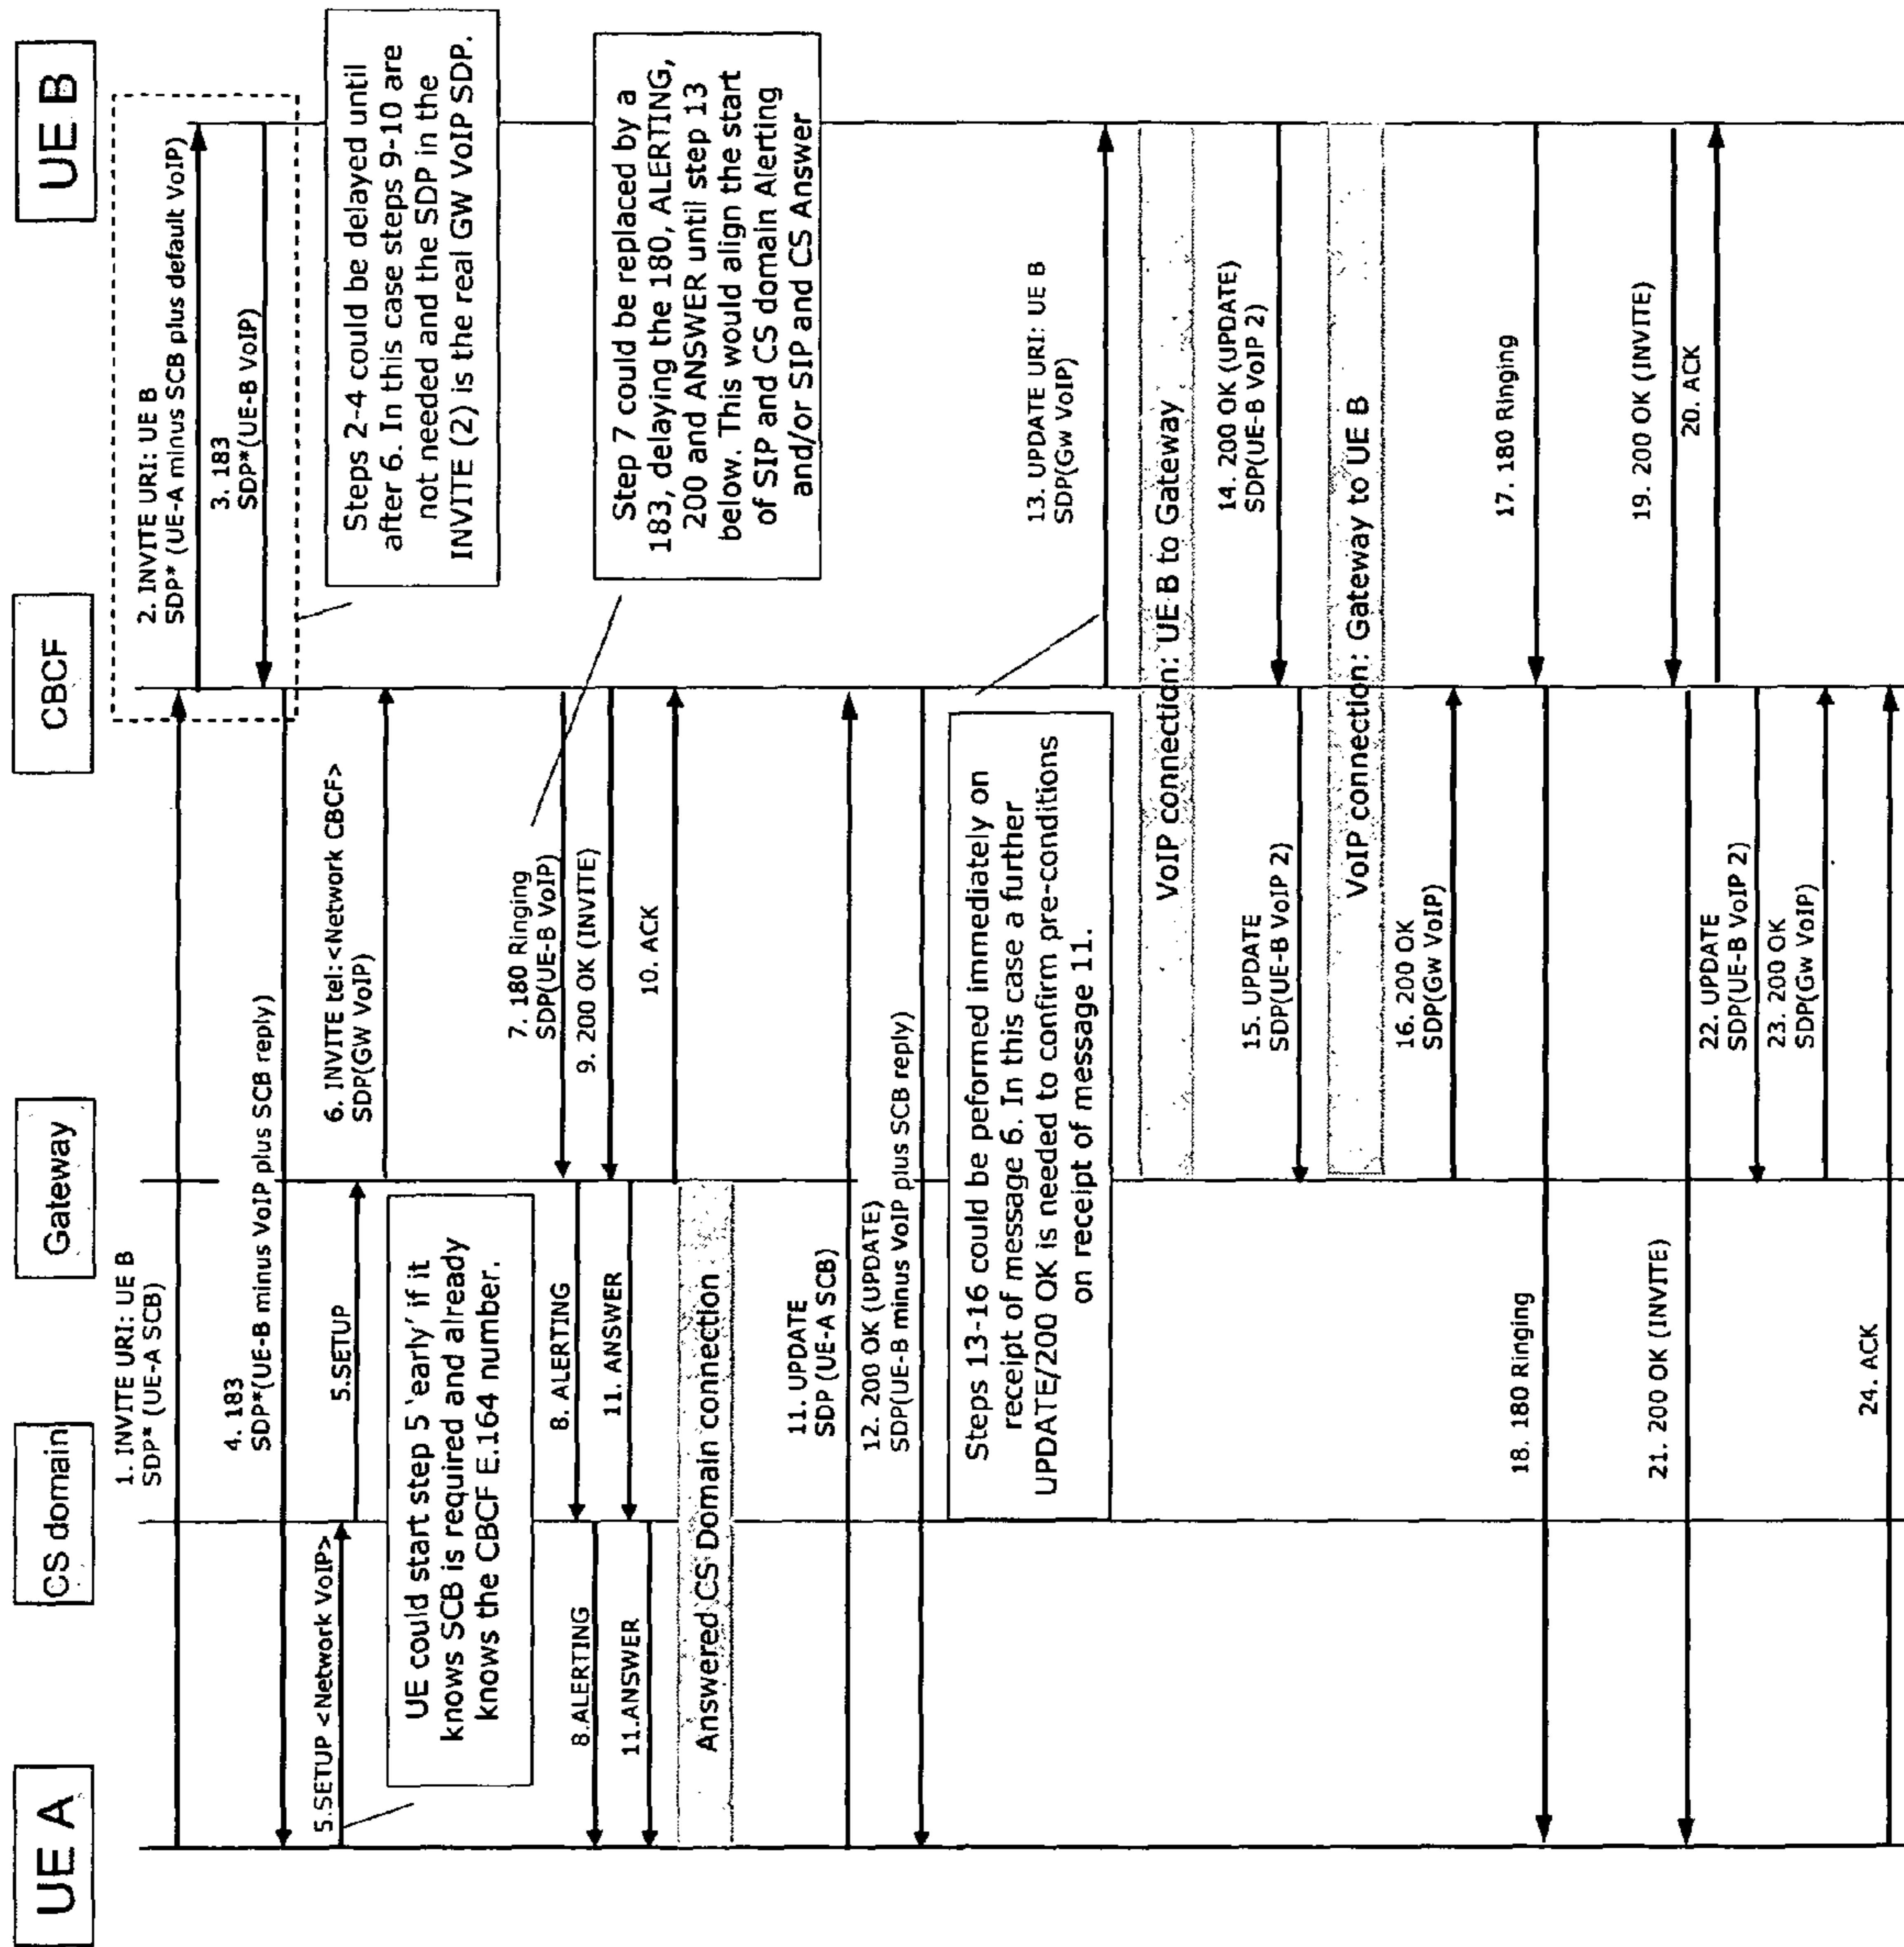 UE A
CS domain
Gateway
CBCF
UE B
1. INVITE URI: UE B
SDP* (UE-A SCB)
2. INVITE URI: UE B
SDP* (UE-A minus SCB plus default VoIP)
3. 183
SDP*(UE-B VoIP)
4. 183
SDP*(UE-B minus VoIP plus SCB reply)
Steps 2-4 could be delayed until
after 6. In this case steps 9-10 are
not needed and the SDP in the
INVITE (2) is the real GW VoIP SDP.
5.SETUP <Network VoIP>
5.SETUP
6. INVITE tel:<Network CBCF>
SDP(GW VoIP)
UE could start step 5 'early' if it
knows SCB is required and already
knows the CBCF E.164 number.
7. 180 Ringing
SDP(UE-B VoIP)
Step 7 could be replaced by a
183, delaying the 180, ALERTING,
200 and ANSWER until step 13
below. This would align the start
of SIP and CS domain Alerting
and/or SIP and CS Answer
8.ALERTING
8. ALERTING
9. 200 OK (INVITE)
11.ANSWER
11. ANSWER
10. ACK
Answered CS Domain connection
11. UPDATE
SDP (UE-A SCB)
12. 200 OK (UPDATE)
SDP(UE-B minus VoIP plus SCB reply)
Steps 13-16 could be peformed immediately on
receipt of message 6. In this case a further
UPDATE/200 OK is needed to confirm pre-conditions
on receipt of message 11.
13. UPDATE URI: UE B
SDP(Gw VoIP)
VoIP connection: UE B to Gateway
14. 200 OK (UPDATE)
SDP(UE-B VoIP 2)
15. UPDATE
SDP(UE-B VoIP 2)
VoIP connection: Gateway to UE B
16. 200 OK
SDP(Gw VoIP)
17. 180 Ringing
18. 180 Ringing
19. 200 OK (INVITE)
20. ACK
21. 200 OK (INVITE)
22. UPDATE
SDP(UE-B VoIP 2)
23. 200 OK
SDP(Gw VoIP)
24. ACK